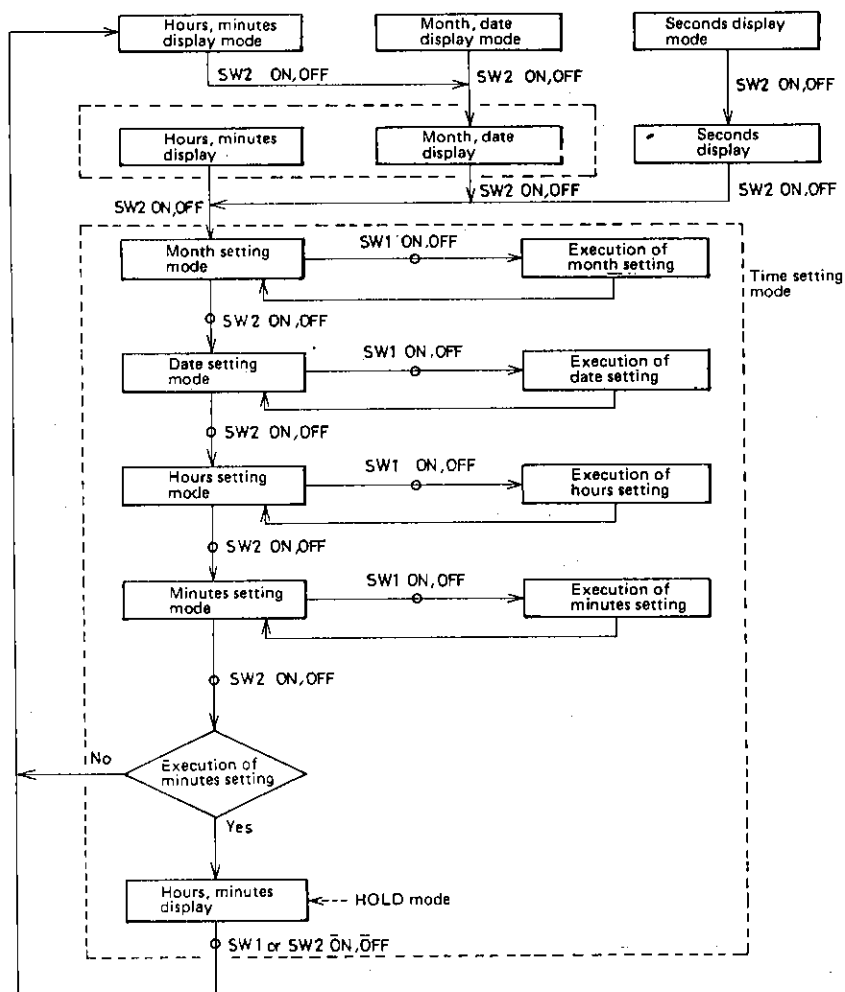 Hours, minutes
display mode
Month, date
display mode
Seconds display
mode
SW2 ON,OFF
SW2 ON,OFF
SW2 ON,OFF
Hours, minutes
display
Month, date
display
Seconds
display
SW2 ON,OFF
SW2 ON,OFF
SW2 ON,OFF
Month setting
mode
SW1 ON,OFF
Execution of
month setting
Time setting
mode
SW2 ON,OFF
Date setting
mode
SW1 ON,OFF
Execution of
date setting
SW2 ON,OFF
Hours setting
mode
SW1 ON,OFF
Execution of
hours setting
SW2 ON,OFF
Minutes setting
mode
SW1 ON,OFF
Execution of
minutes setting
SW2 ON,OFF
No
Execution of
minutes setting
Yes
Hours, minutes
display
HOLD mode
SW1 or SW2 ON,OFF